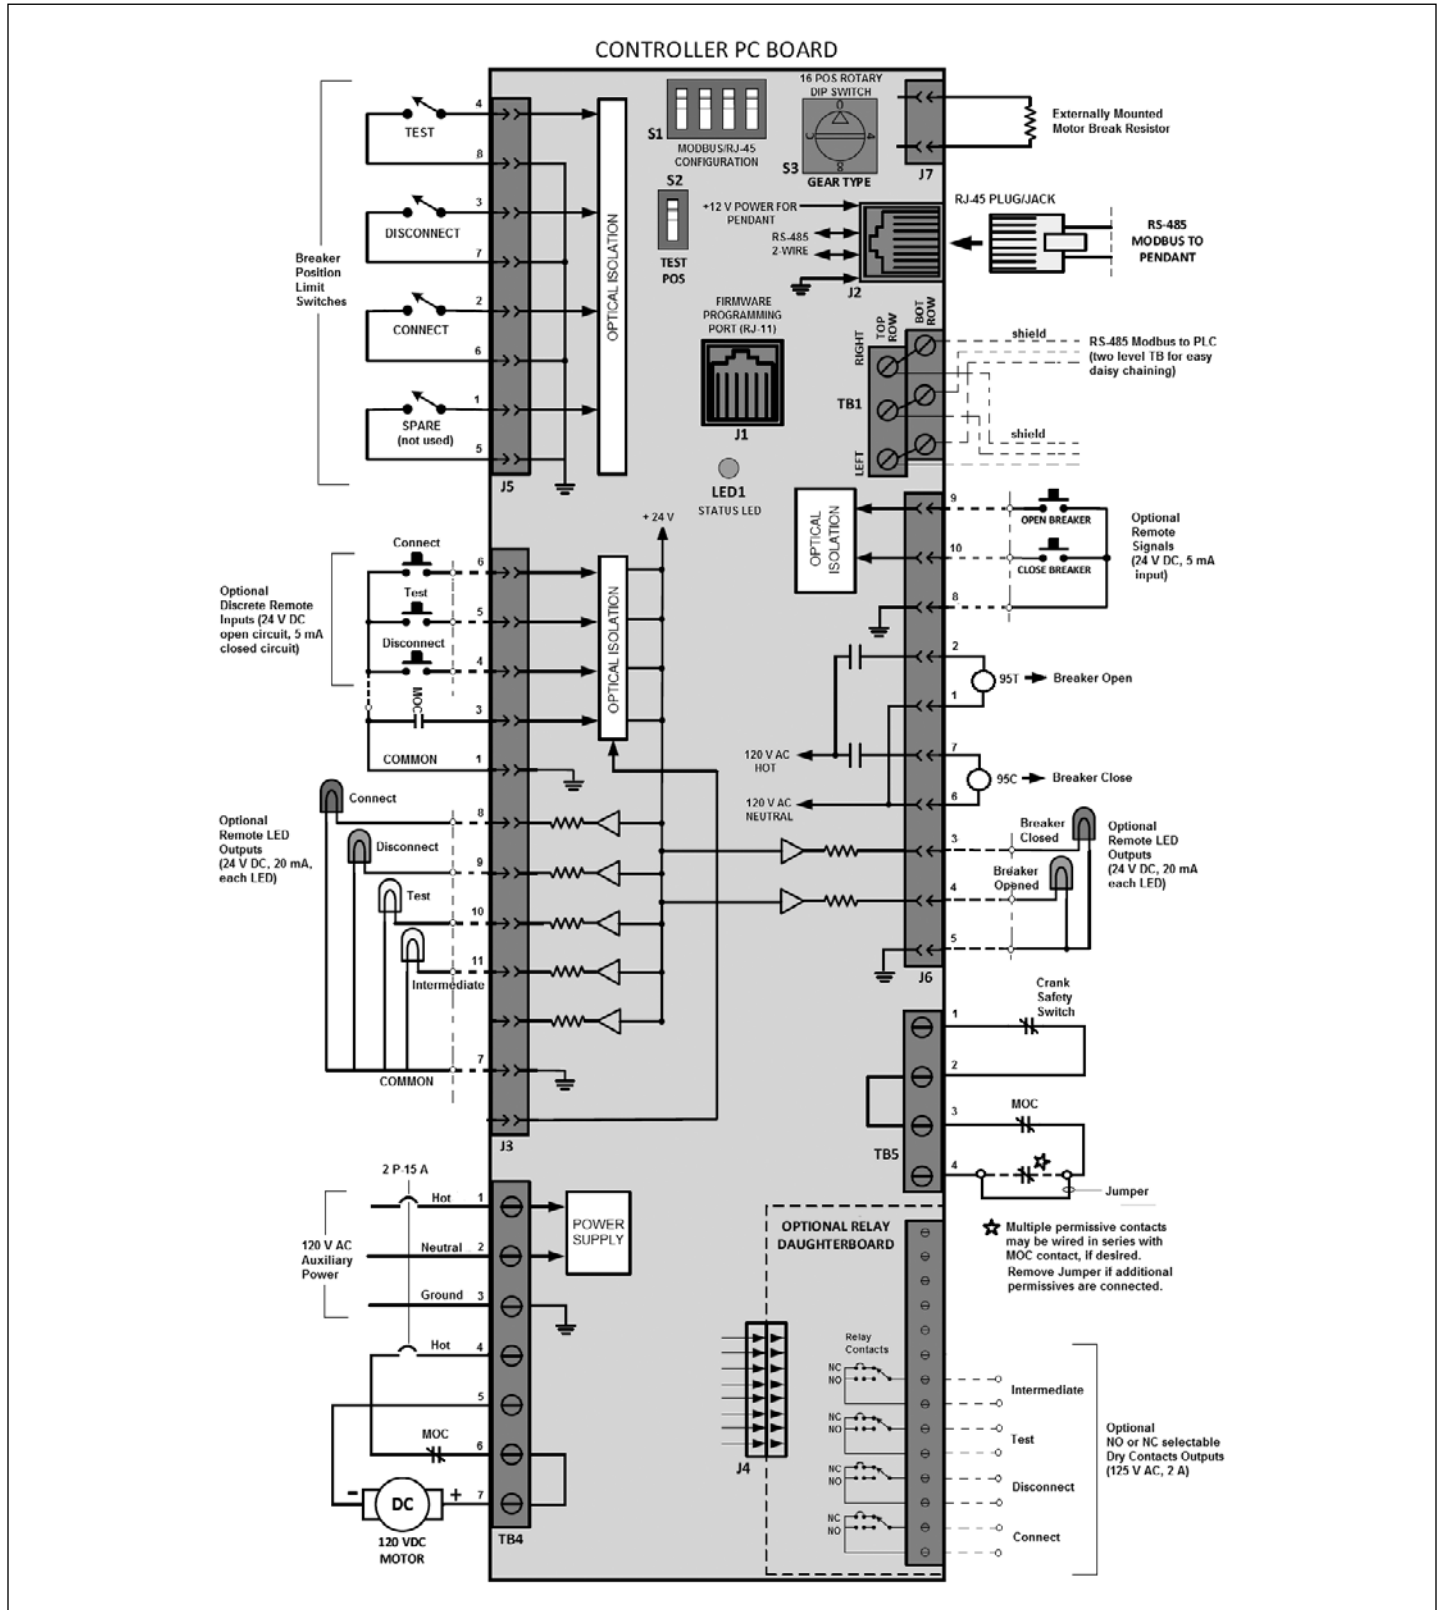 CONTROLLER PC BOARD
Breaker
Position
Limit
Switches
4
TEST
8
3
DISCONNECT
7
2
CONNECT
6
1
SPARE
(not used)
5
J5
OPTICAL ISOLATION
S1
MODBUS/RJ-45
CONFIGURATION
S2
TEST
POS
16 POS ROTARY
DIP SWITCH
0
4
8
S3
GEAR TYPE
J7
Externally Mounted
Motor Break Resistor
+12 V POWER FOR
PENDANT
RS-485
2-WIRE
J2
RJ-45 PLUG/JACK
RS-485
MODBUS TO
PENDANT
FIRMWARE
PROGRAMMING
PORT (RJ-11)
J1
LED1
STATUS LED
RIGHT
TOP
ROW
BOT
ROW
TB1
LEFT
shield
RS-485 Modbus to PLC
(two level TB for easy
daisy chaining)
shield
Optional
Discrete Remote
Inputs (24 V DC
open circuit, 5 mA
closed circuit)
Connect
6
Test
5
Disconnect
4
MOC
3
COMMON
1
OPTICAL ISOLATION
+ 24 V
Optional
Remote LED
Outputs
(24 V DC, 20 mA,
each LED)
Connect
8
Disconnect
9
Test
10
11
Intermediate
7
COMMON
J3
OPTICAL
ISOLATION
9
OPEN BREAKER
10
CLOSE BREAKER
8
Optional
Remote
Signals
(24 V DC, 5 mA
input)
2
95T
Breaker Open
1
120 V AC
HOT
7
95C
Breaker Close
6
120 V AC
NEUTRAL
Breaker
Closed
3
Breaker
Opened
4
5
Optional
Remote LED
Outputs
(24 V DC, 20 mA
each LED)
J6
Crank
Safety
Switch
1
2
3
MOC
TB5
4
Jumper
Multiple permissive contacts
may be wired in series with
MOC contact, if desired.
Remove Jumper if additional
permissives are connected.
2 P-15 A
120 V AC
Auxiliary
Power
Hot
1
Neutral
2
Ground
3
Hot
4
5
MOC
6
- DC +
7
120 VDC
MOTOR
TB4
POWER
SUPPLY
OPTIONAL RELAY
DAUGHTERBOARD
J4
Relay
Contacts
NC
NO
Intermediate
NC
NO
Test
NC
NO
Disconnect
NC
NO
Connect
Optional
NO or NC selectable
Dry Contacts Outputs
(125 V AC, 2 A)